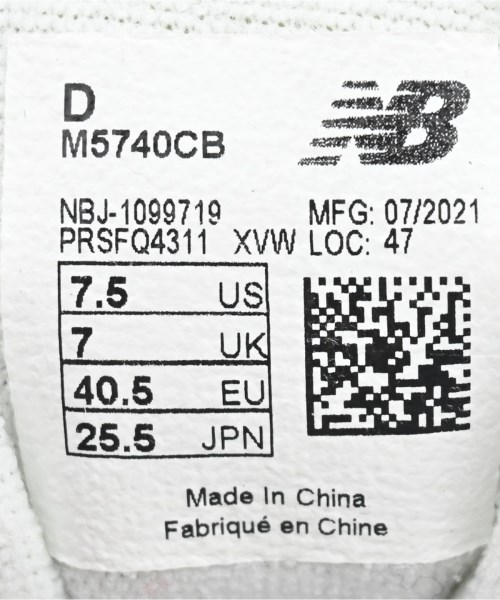 D
NB
M5740CB
NBJ-1099719 MFG: 07/2021
PRSFQ4311 XVW LOC: 47
7.5 US
7 UK
40.5 EU
25.5 JPN
Made In China
Fabriqué en Chine